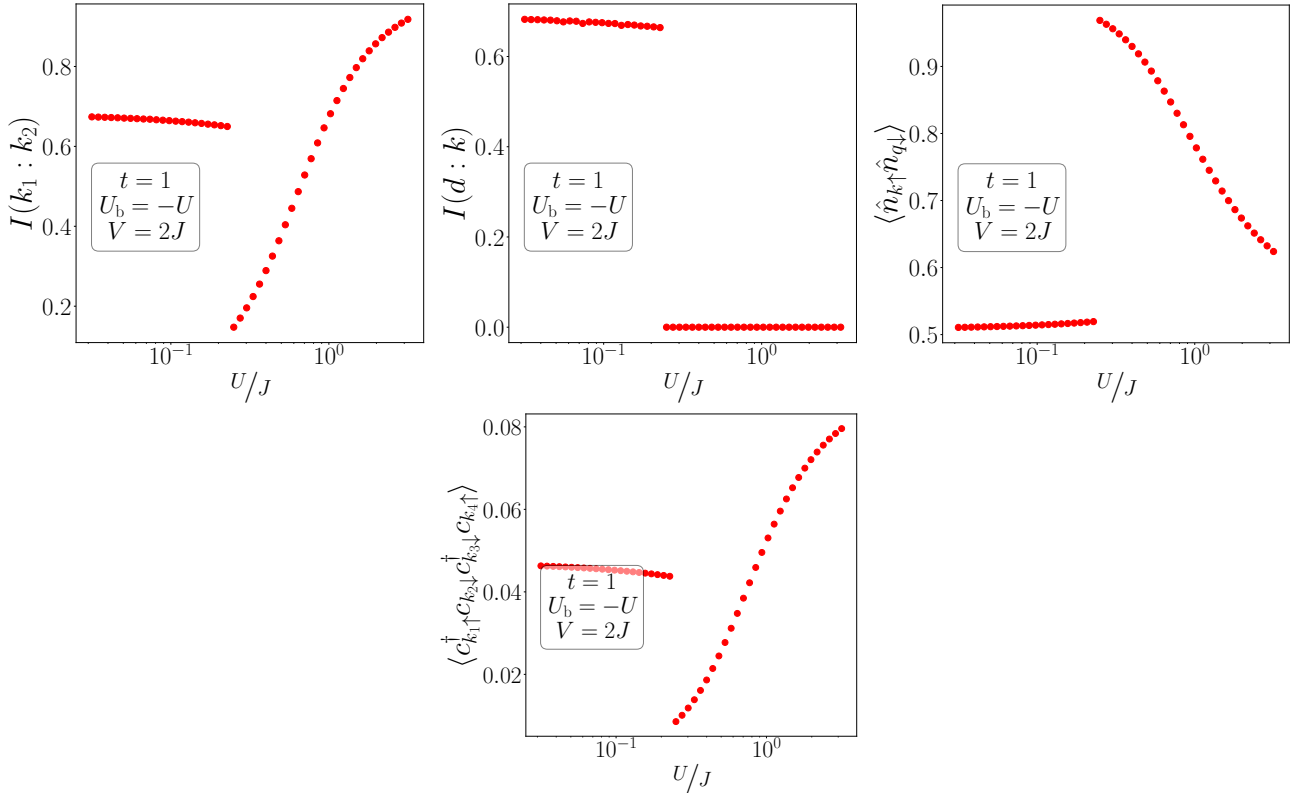 0.8
0.6
0.4
0.2
I(k₁ : k₂)
t = 1
U_b = −U
V = 2J
10⁻¹
10⁰
U/J
0.6
0.4
0.2
0.0
I(d : k)
t = 1
U_b = −U
V = 2J
10⁻¹
10⁰
U/J
0.9
0.8
0.7
0.6
0.5
⟨n̂_{k↑} n̂_{q↓}⟩
t = 1
U_b = −U
V = 2J
10⁻¹
10⁰
U/J
0.08
0.06
0.04
0.02
⟨c†_{k₁↑} c_{k₂↓} c†_{k₃↓} c_{k₄↑}⟩
t = 1
U_b = −U
V = 2J
10⁻¹
10⁰
U/J